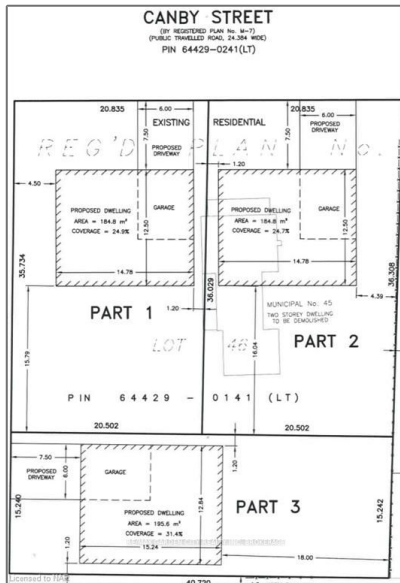 CANBY STREET
(BY REGISTERED PLAN No. M-7)
(PUBLIC TRAVELLED ROAD, 24.384 WIDE)
PIN 64429-0241(LT)
20.835
6.00
20.835
6.00
7.50
EXISTING
RESIDENTIAL
7.50
PROPOSED
DRIVEWAY
PROPOSED
DRIVEWAY
REG'D PLAN No.
4.50
1.20
PROPOSED DWELLING
AREA = 184.8 m²
COVERAGE = 24.9%
GARAGE
12.50
PROPOSED DWELLING
AREA = 184.8 m²
COVERAGE = 24.7%
GARAGE
12.50
35.734
14.78
14.78
36.029
36.308
1.20
4.39
15.79
PART 1
MUNICIPAL No. 45
TWO STOREY DWELLING
TO BE DEMOLISHED
LOT 46
16.04
PART 2
PIN 64429 - 0141 (LT)
20.502
20.502
7.50
1.20
PROPOSED
DRIVEWAY
6.00
GARAGE
12.84
15.240
PROPOSED DWELLING
AREA = 195.6 m²
COVERAGE = 31.4%
PART 3
15.242
15.24
1.20
18.00
40.720